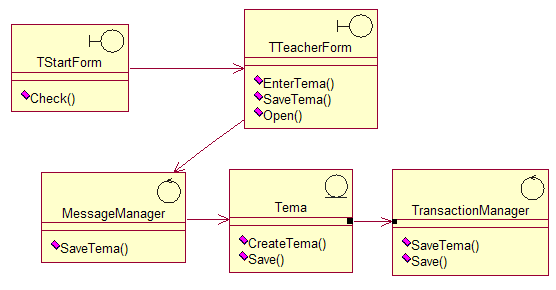 TStartForm
Check()
TTeacherForm
EnterTema()
SaveTema()
Open()
MessageManager
SaveTema()
Tema
CreateTema()
Save()
TransactionManager
SaveTema()
Save()